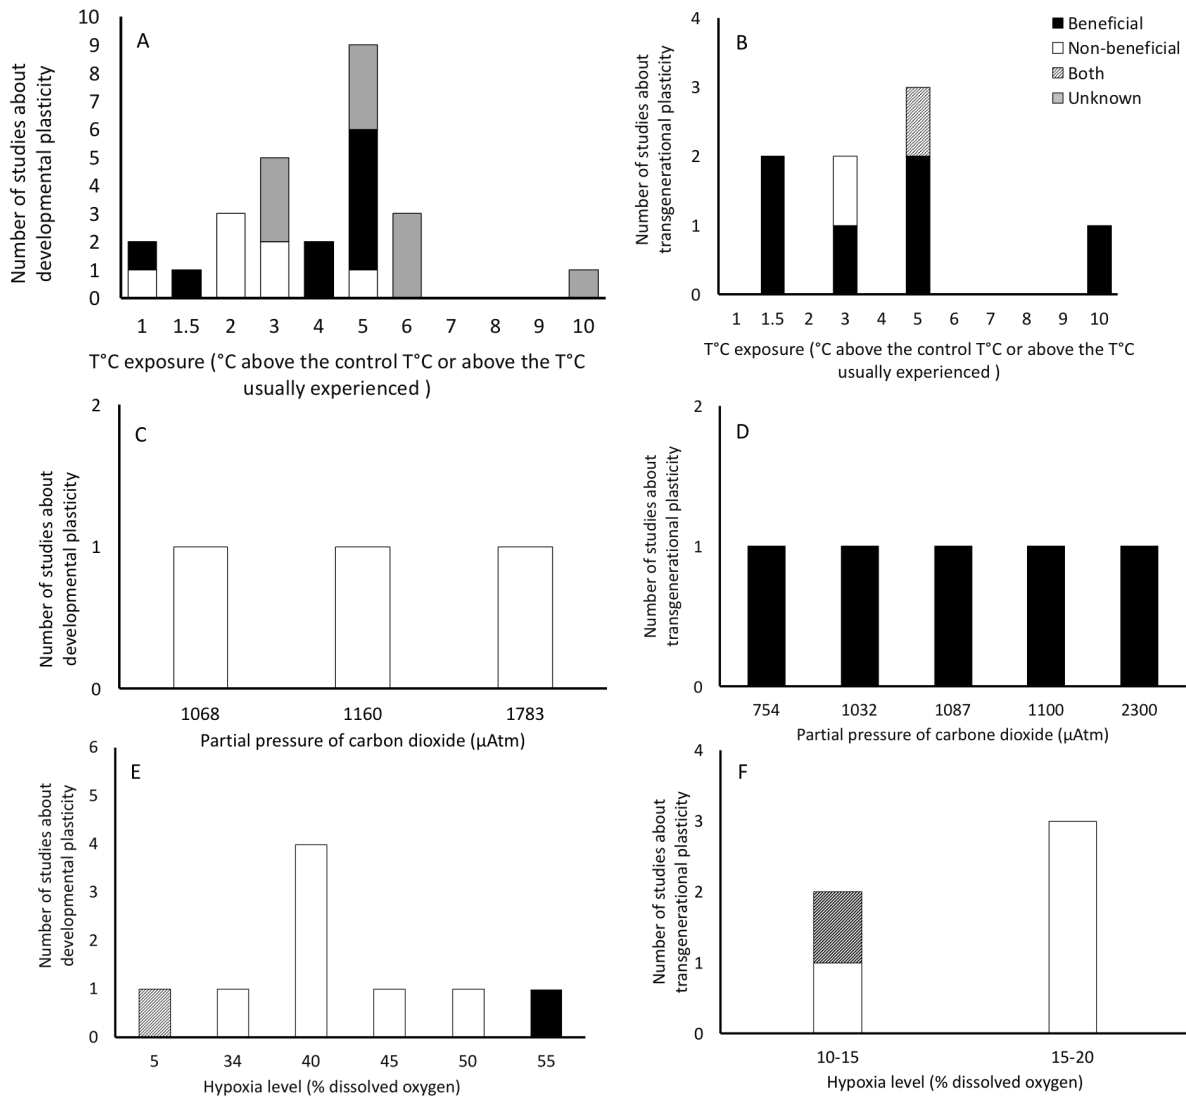 A
Number of studies about
developmental plasticity
10
9
8
7
6
5
4
3
2
1
0
1 1.5 2 3 4 5 6 7 8 9 10
T°C exposure (°C above the control T°C or above the T°C
usually experienced )
B
Number of studies about
transgenerational plasticity
4
3
2
1
0
1 1.5 2 3 4 5 6 7 8 9 10
T°C exposure (°C above the control T°C or above the T°C
usually experienced )
Beneficial
Non-beneficial
Both
Unknown
C
Number of studies about
developmental plasticity
2
1
0
1068 1160 1783
Partial pressure of carbon dioxide (µAtm)
D
Number of studies about
transgenerational plasticity
2
1
0
754 1032 1087 1100 2300
Partial pressure of carbone dioxide (µAtm)
E
Number of studies about
developmental plasticity
6
5
4
3
2
1
0
5 34 40 45 50 55
Hypoxia level (% dissolved oxygen)
F
Number of studies about
transgenerational plasticity
4
3
2
1
0
10-15 15-20
Hypoxia level (% dissolved oxygen)